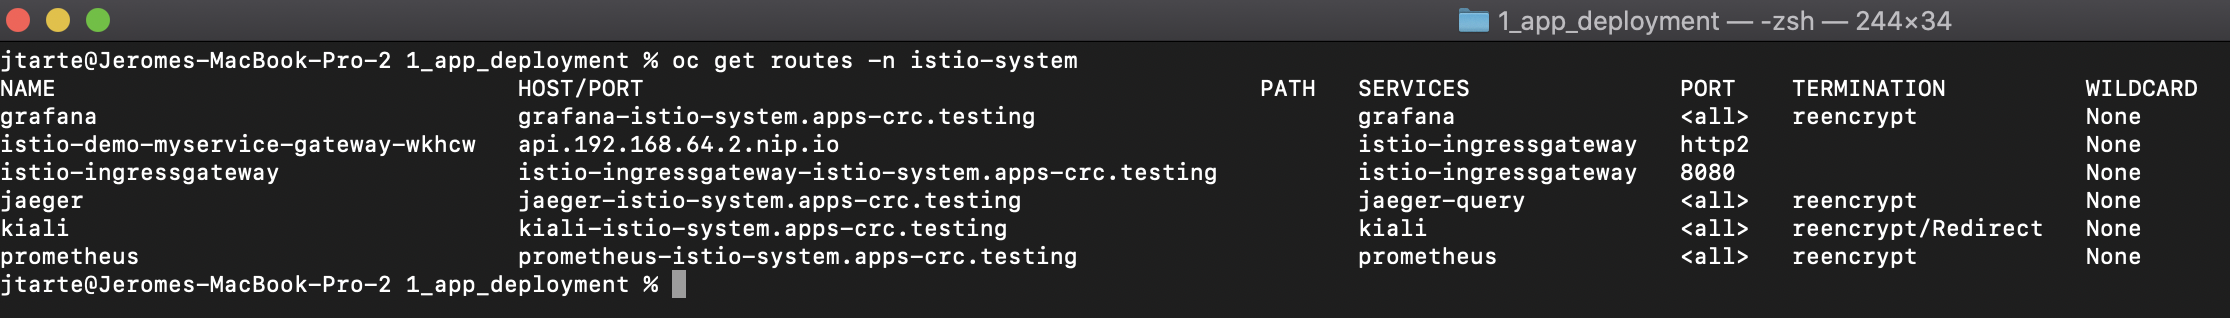 1_app_deployment — -zsh — 244×34
jtarte@Jeromes-MacBook-Pro-2 1_app_deployment % oc get routes -n istio-system
NAME HOST/PORT PATH SERVICES PORT TERMINATION WILDCARD
grafana grafana-istio-system.apps-crc.testing grafana <all> reencrypt None
istio-demo-myservice-gateway-wkhcw api.192.168.64.2.nip.io istio-ingressgateway http2 None
istio-ingressgateway istio-ingressgateway-istio-system.apps-crc.testing istio-ingressgateway 8080 None
jaeger jaeger-istio-system.apps-crc.testing jaeger-query <all> reencrypt None
kiali kiali-istio-system.apps-crc.testing kiali <all> reencrypt/Redirect None
prometheus prometheus-istio-system.apps-crc.testing prometheus <all> reencrypt None
jtarte@Jeromes-MacBook-Pro-2 1_app_deployment %